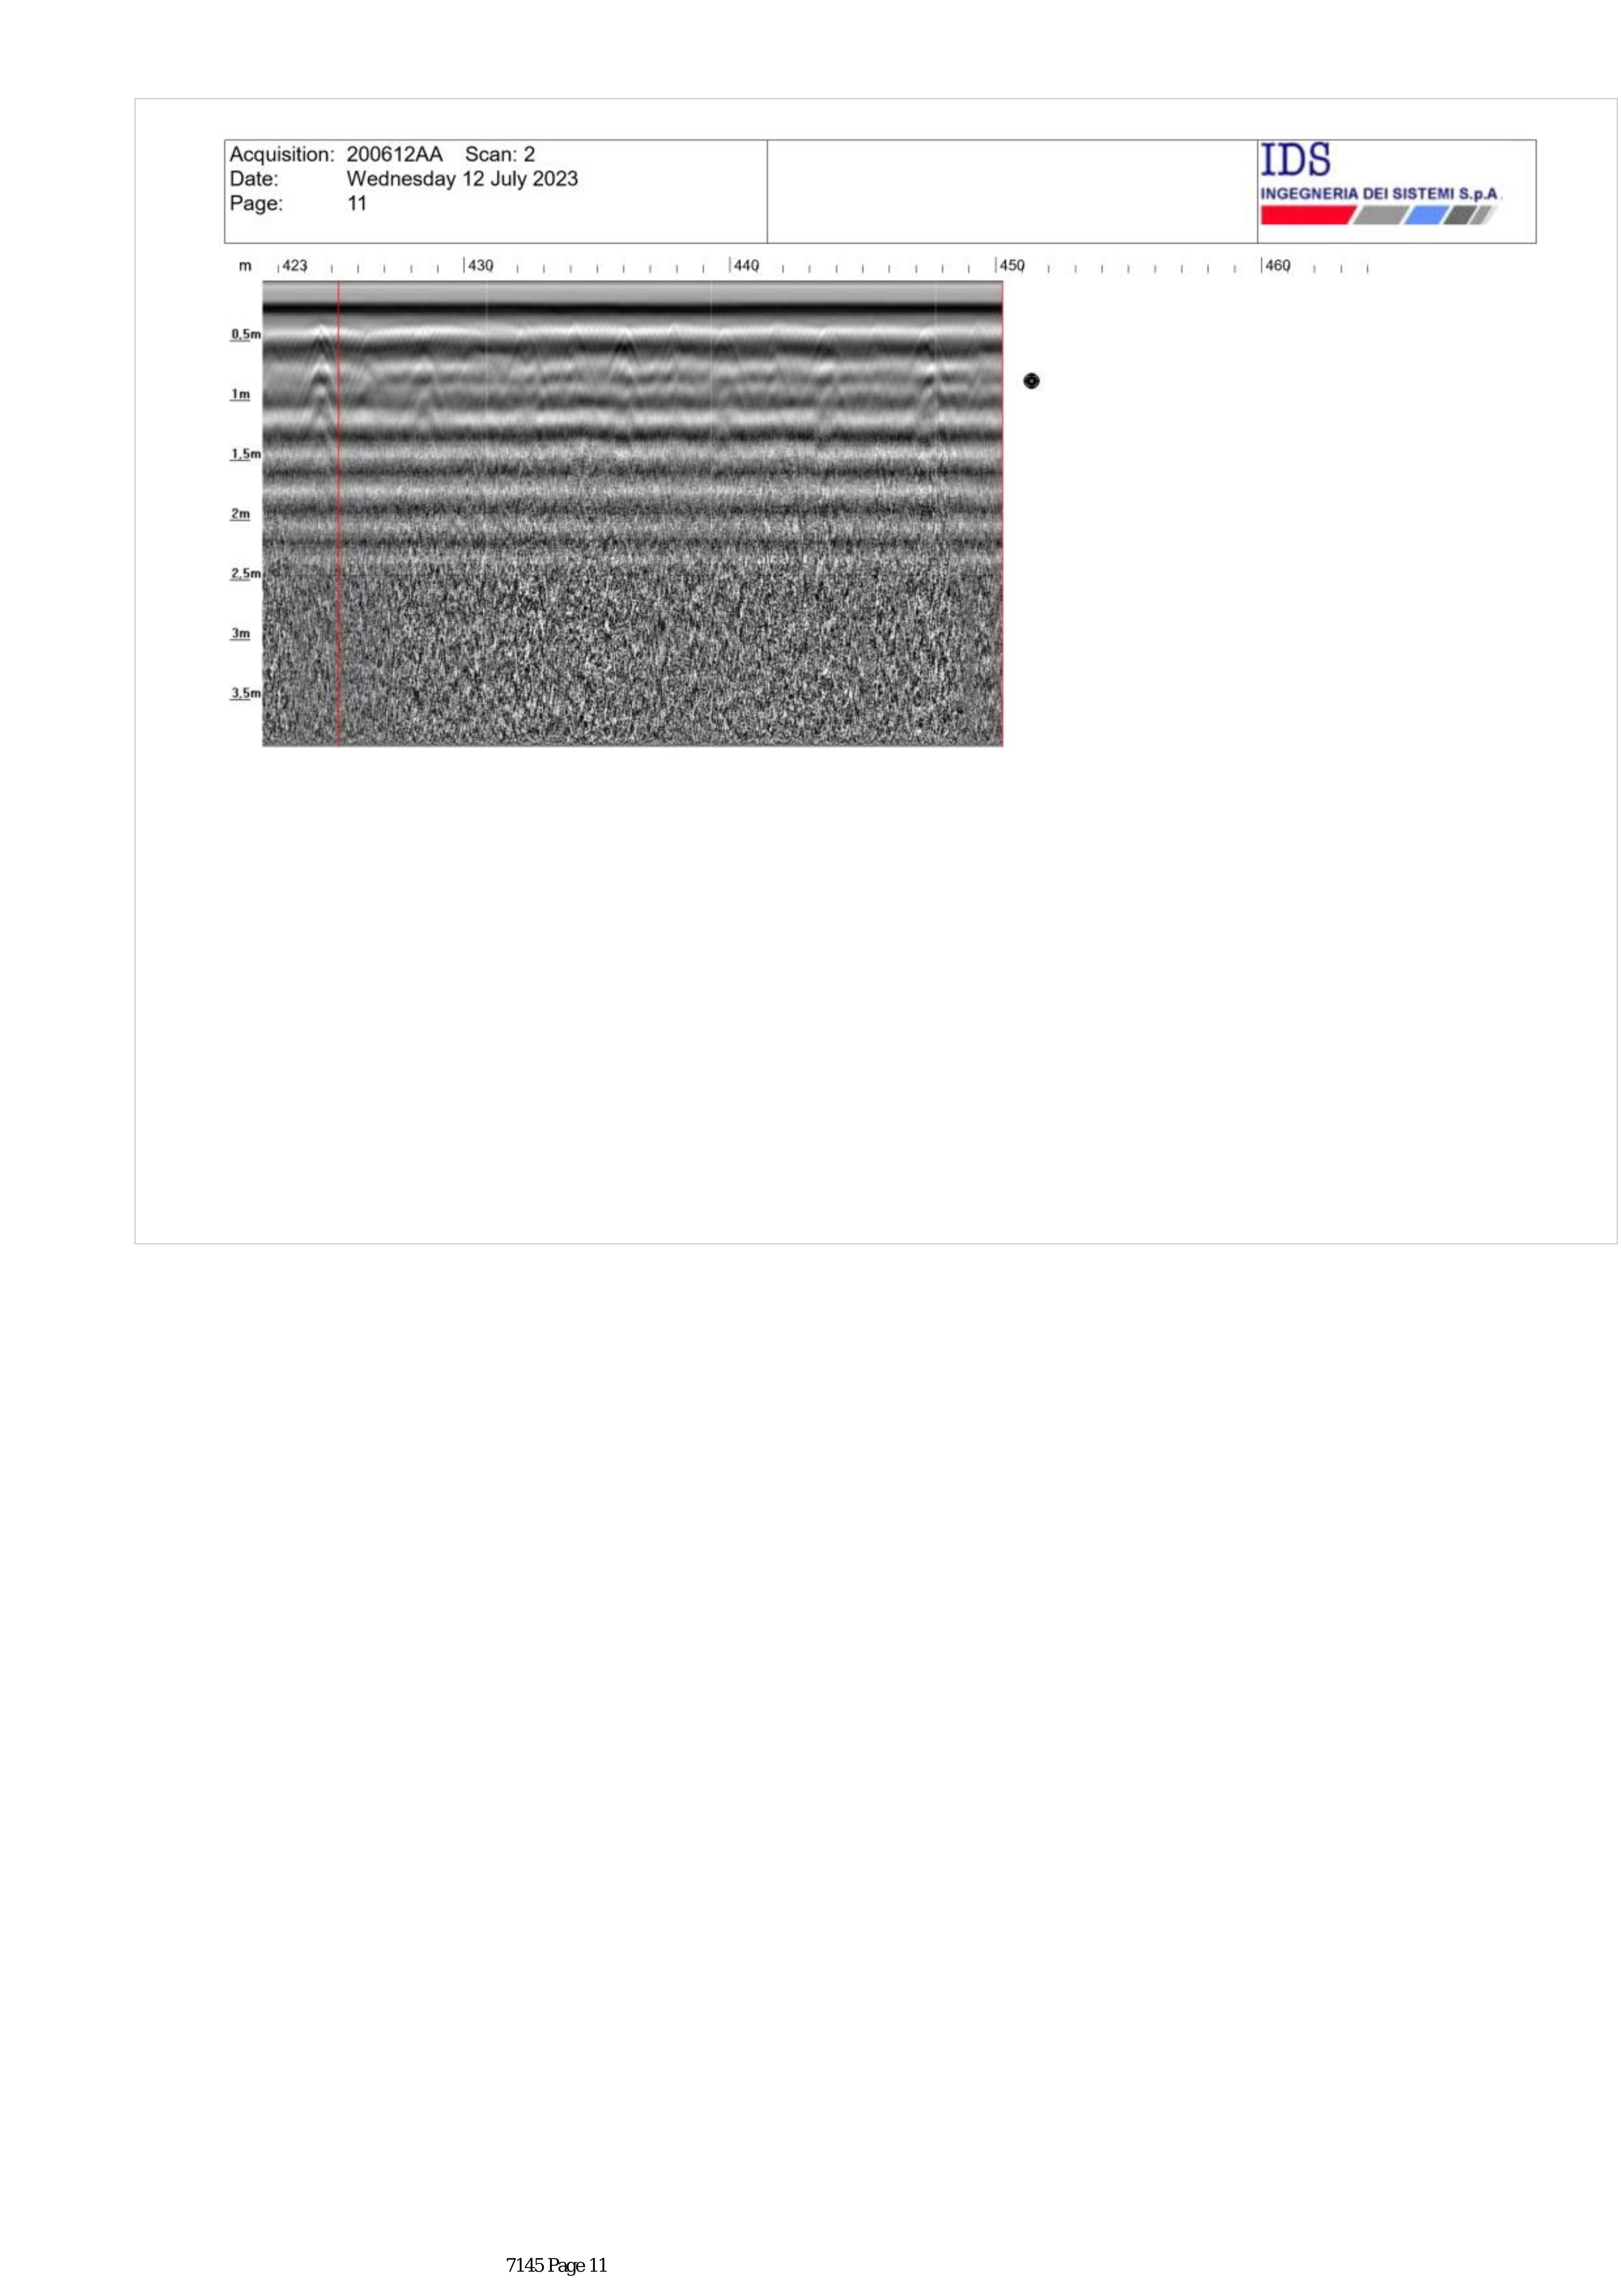 Acquisition: 200612AA Scan: 2
Date: Wednesday 12 July 2023
Page: 11
IDS
INGEGNERIA DEI SISTEMI S.p.A.
m 423 430 440 450 460
0,5m
1m
1,5m
2m
2,5m
3m
3,5m
7145 Page 11